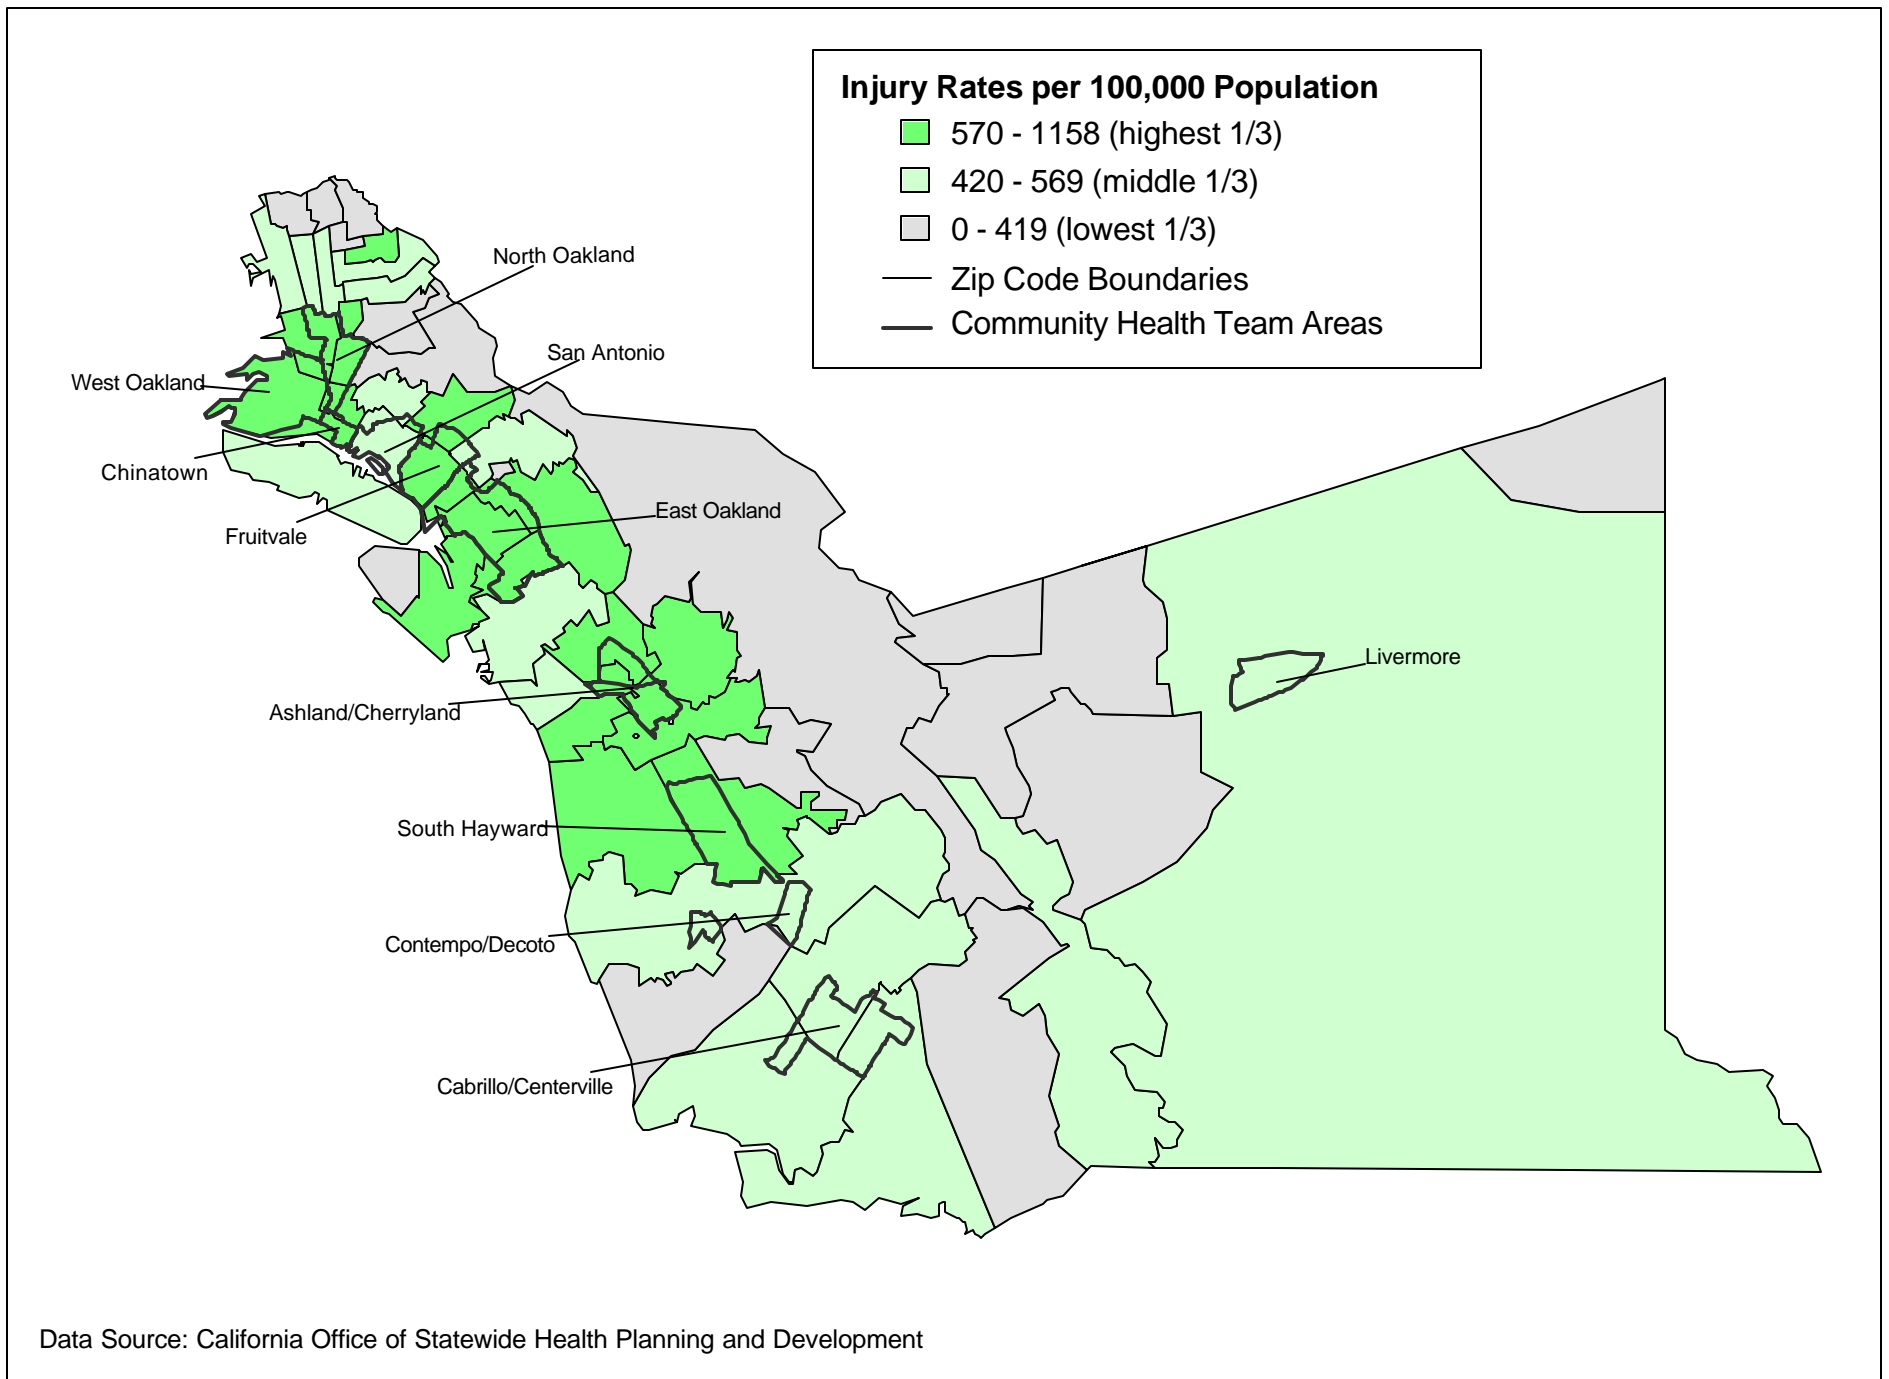 Injury Rates per 100,000 Population
570 - 1158 (highest 1/3)
420 - 569 (middle 1/3)
0 - 419 (lowest 1/3)
Zip Code Boundaries
Community Health Team Areas
North Oakland
San Antonio
West Oakland
Chinatown
Fruitvale
East Oakland
Livermore
Ashland/Cherryland
South Hayward
Contempo/Decoto
Cabrillo/Centerville
Data Source: California Office of Statewide Health Planning and Development